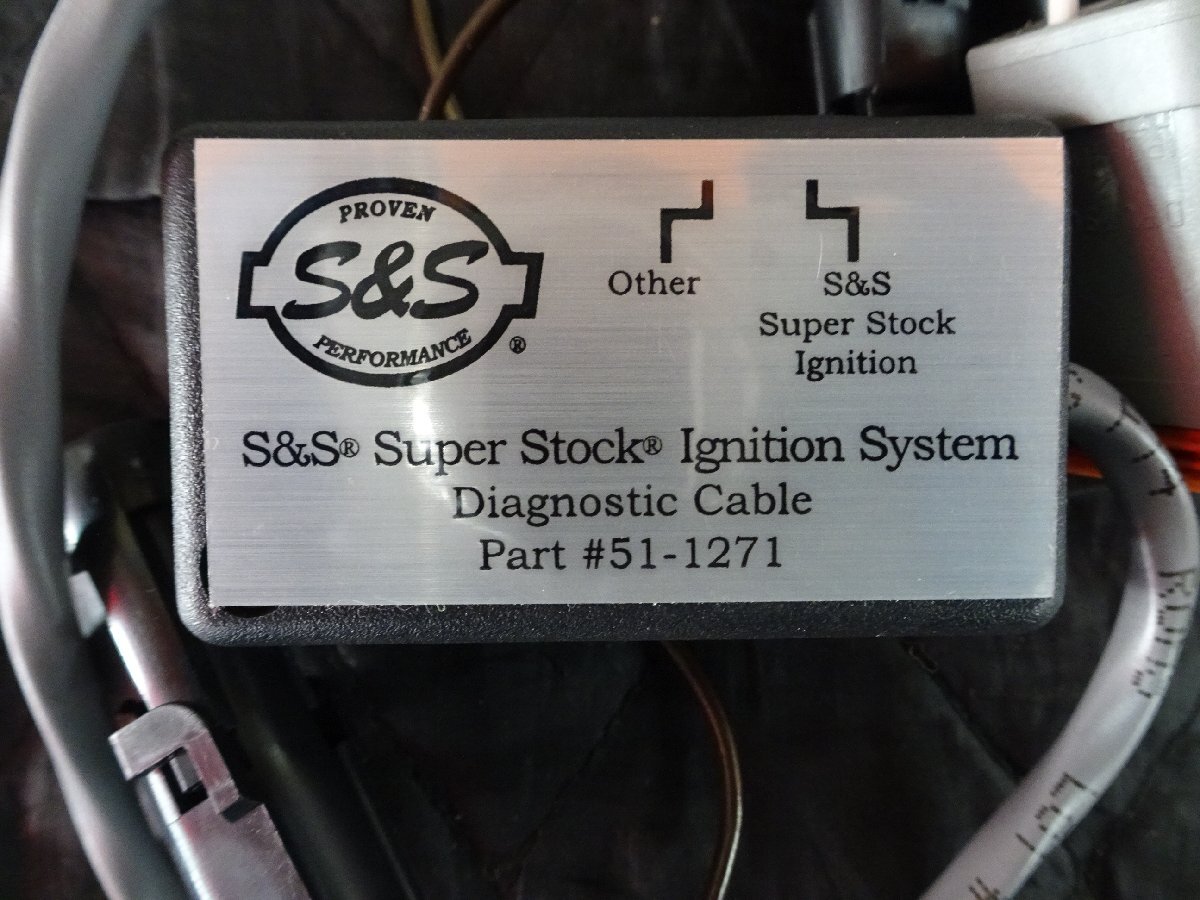 PROVEN
S&S
PERFORMANCE
®
Other
S&S
Super Stock
Ignition
S&S® Super Stock® Ignition System
Diagnostic Cable
Part #51-1271